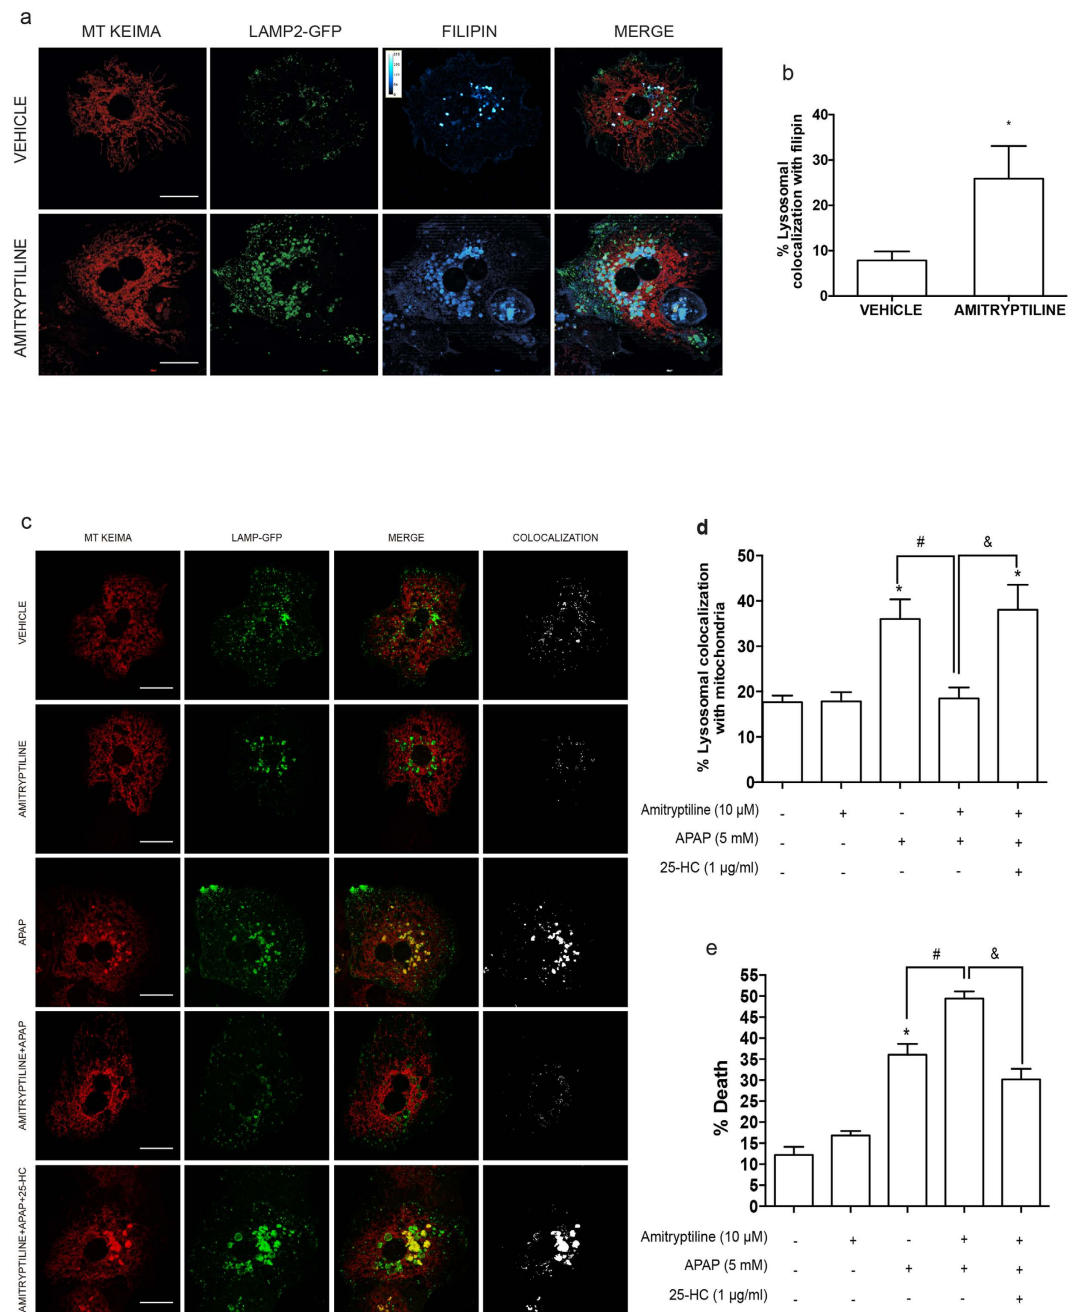 a
MT KEIMA LAMP2-GFP FILIPIN MERGE
VEHICLE
AMITRYPTILINE
b
% Lysosomal
colocalization with filipin
40
30
20
10
0
*
VEHICLE AMITRYPTILINE
c
MT KEIMA LAMP-GFP MERGE COLOCALIZATION
VEHICLE
AMITRYPTILINE
APAP
AMITRYPTILINE+APAP
AMITRYPTILINE+APAP+25-HC
d
% Lysosomal colocalization
with mitochondria
50
40
30
20
10
0
# &
* *
Amitryptiline (10 µM) - + - + +
APAP (5 mM) - - + + +
25-HC (1 µg/ml) - - - - +
e
% Death
55
50
45
40
35
30
25
20
15
10
5
0
# &
*
Amitryptiline (10 µM) - + - + +
APAP (5 mM) - - + + +
25-HC (1 µg/ml) - - - - +